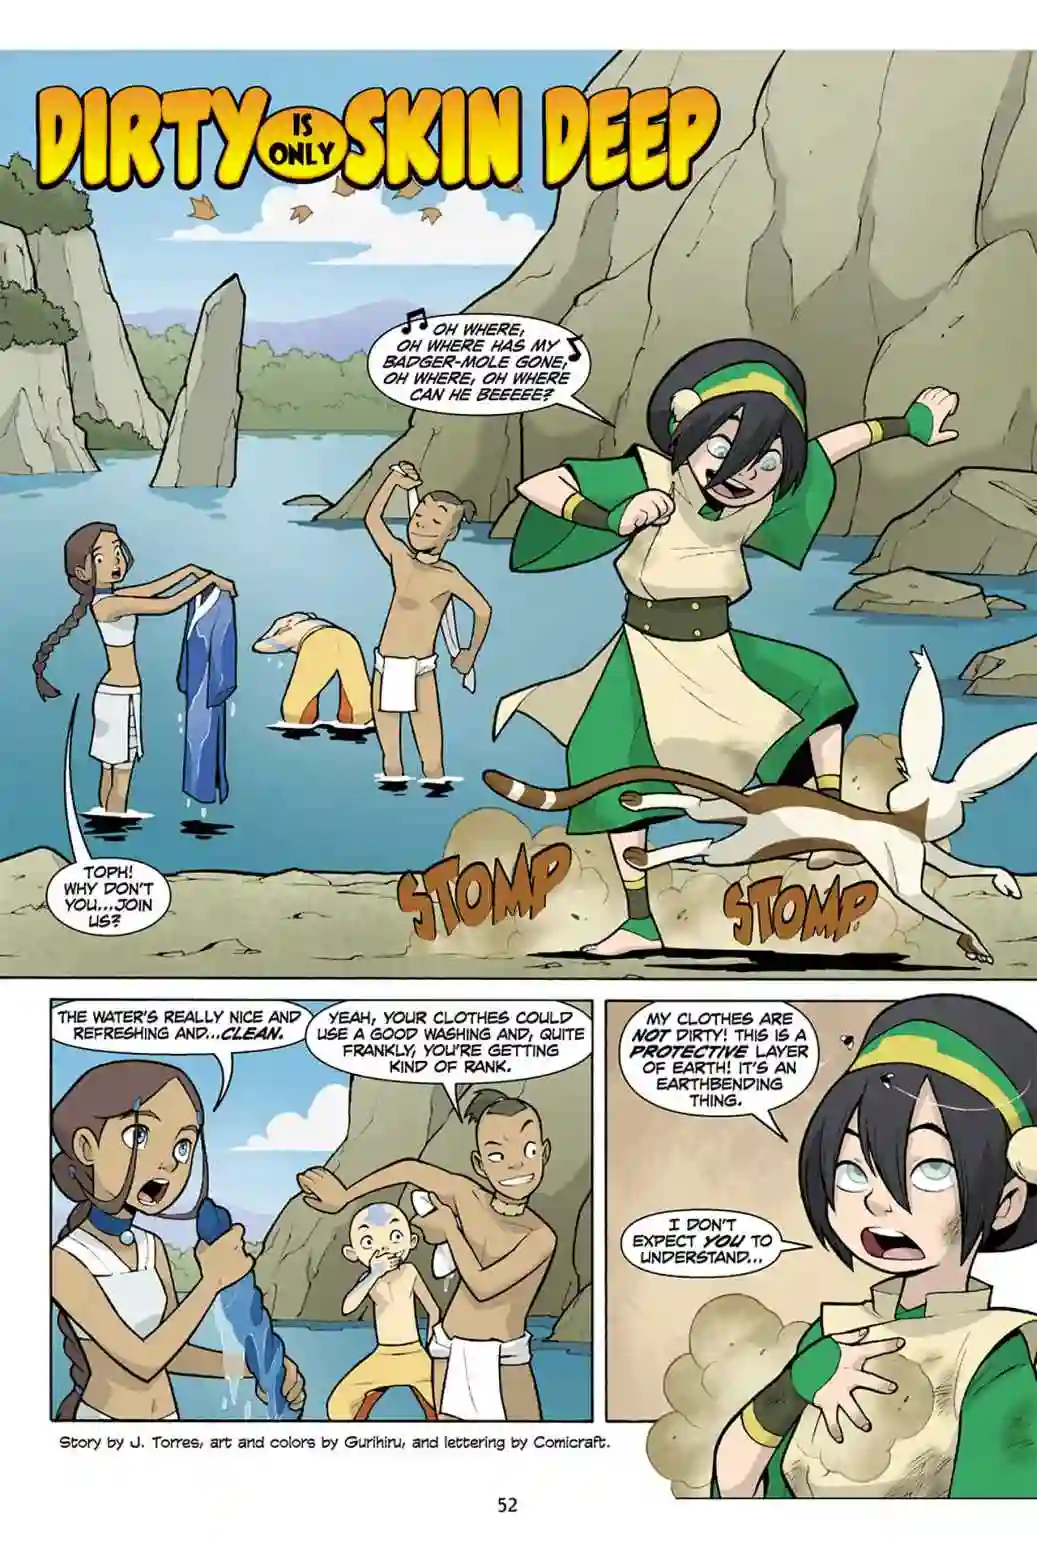 DIRTY IS ONLY SKIN DEEP
OH WHERE,
OH WHERE HAS MY
BADGER-MOLE GONE,
OH WHERE, OH WHERE
CAN HE BEEEEE?
TOPH!
WHY DON'T
YOU...JOIN
US?
STOMP
STOMP
THE WATER'S REALLY NICE AND
REFRESHING AND...CLEAN.
YEAH, YOUR CLOTHES COULD
USE A GOOD WASHING AND, QUITE
FRANKLY, YOU'RE GETTING
KIND OF RANK.
MY CLOTHES ARE
NOT DIRTY! THIS IS A
PROTECTIVE LAYER
OF EARTH! IT'S AN
EARTHBENDING
THING.
I DON'T
EXPECT YOU TO
UNDERSTAND...
Story by J. Torres, art and colors by Gurihiru, and lettering by Comicraft.
52